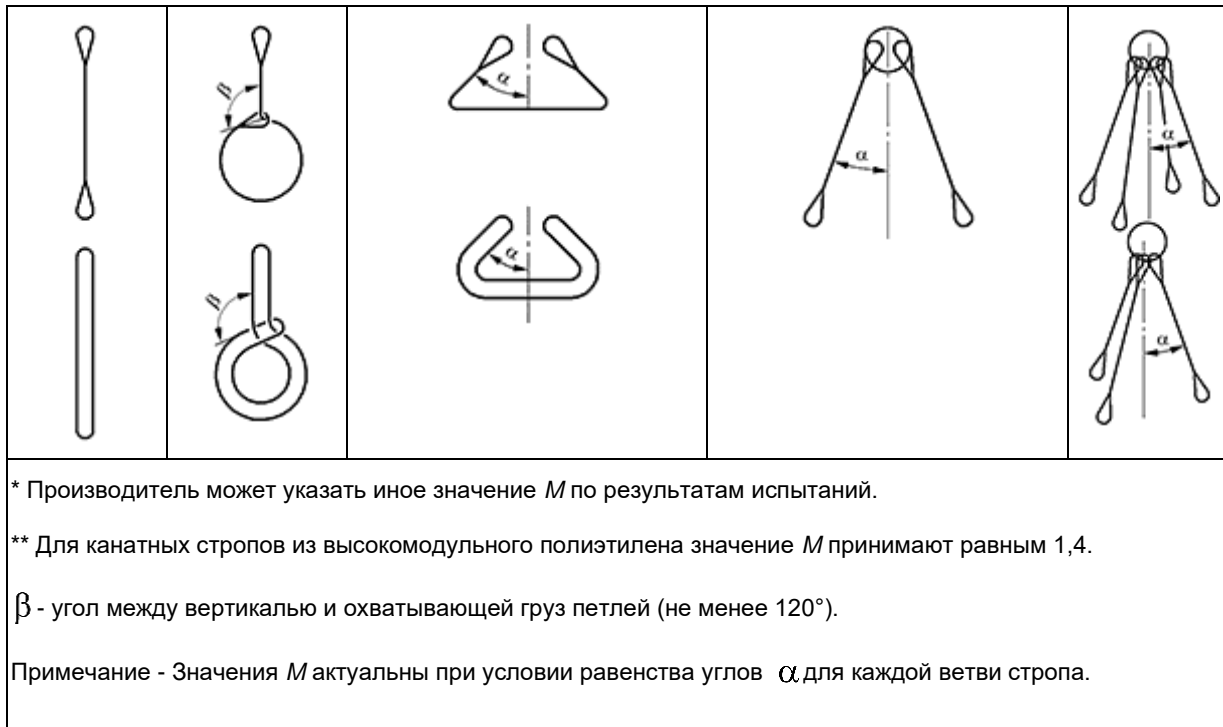 β
α
α
α
β
α
α
* Производитель может указать иное значение M по результатам испытаний.
** Для канатных стропов из высокомодульного полиэтилена значение M принимают равным 1,4.
β - угол между вертикалью и охватывающей груз петлей (не менее 120°).
Примечание - Значения M актуальны при условии равенства углов α для каждой ветви стропа.